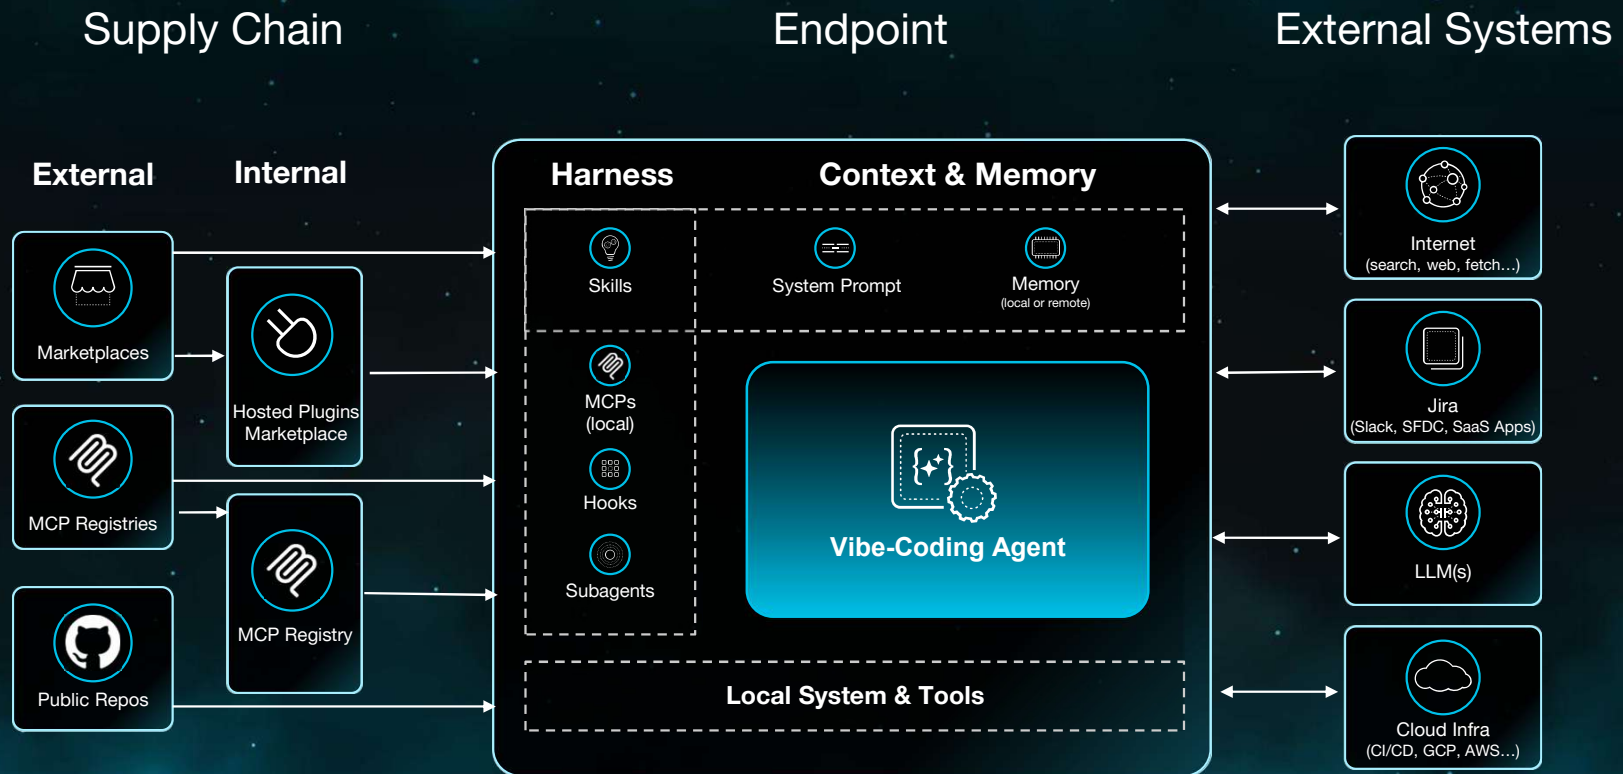 Supply Chain
Endpoint
External Systems
External
Internal
Marketplaces
MCP Registries
Public Repos
Hosted Plugins
Marketplace
MCP Registry
Harness
Context & Memory
Skills
System Prompt
Memory
(local or remote)
MCPs
(local)
Hooks
Subagents
Vibe-Coding Agent
Local System & Tools
Internet
(search, web, fetch…)
Jira
(Slack, SFDC, SaaS Apps)
LLM(s)
Cloud Infra
(CI/CD, GCP, AWS…)